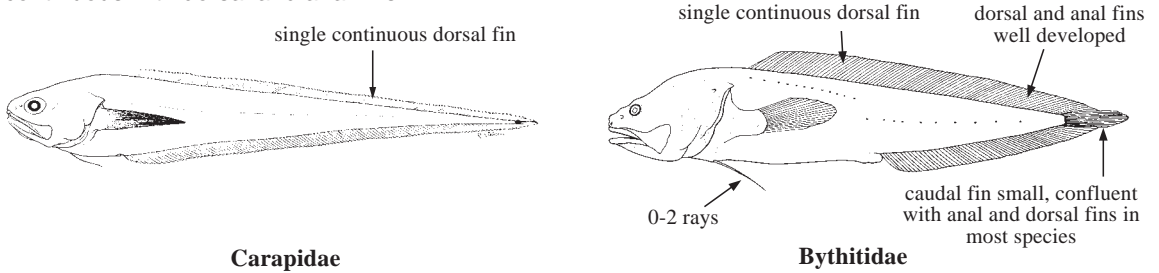 single continuous dorsal fin
Carapidae
single continuous dorsal fin
dorsal and anal fins
well developed
0-2 rays
caudal fin small, confluent
with anal and dorsal fins in
most species
Bythitidae